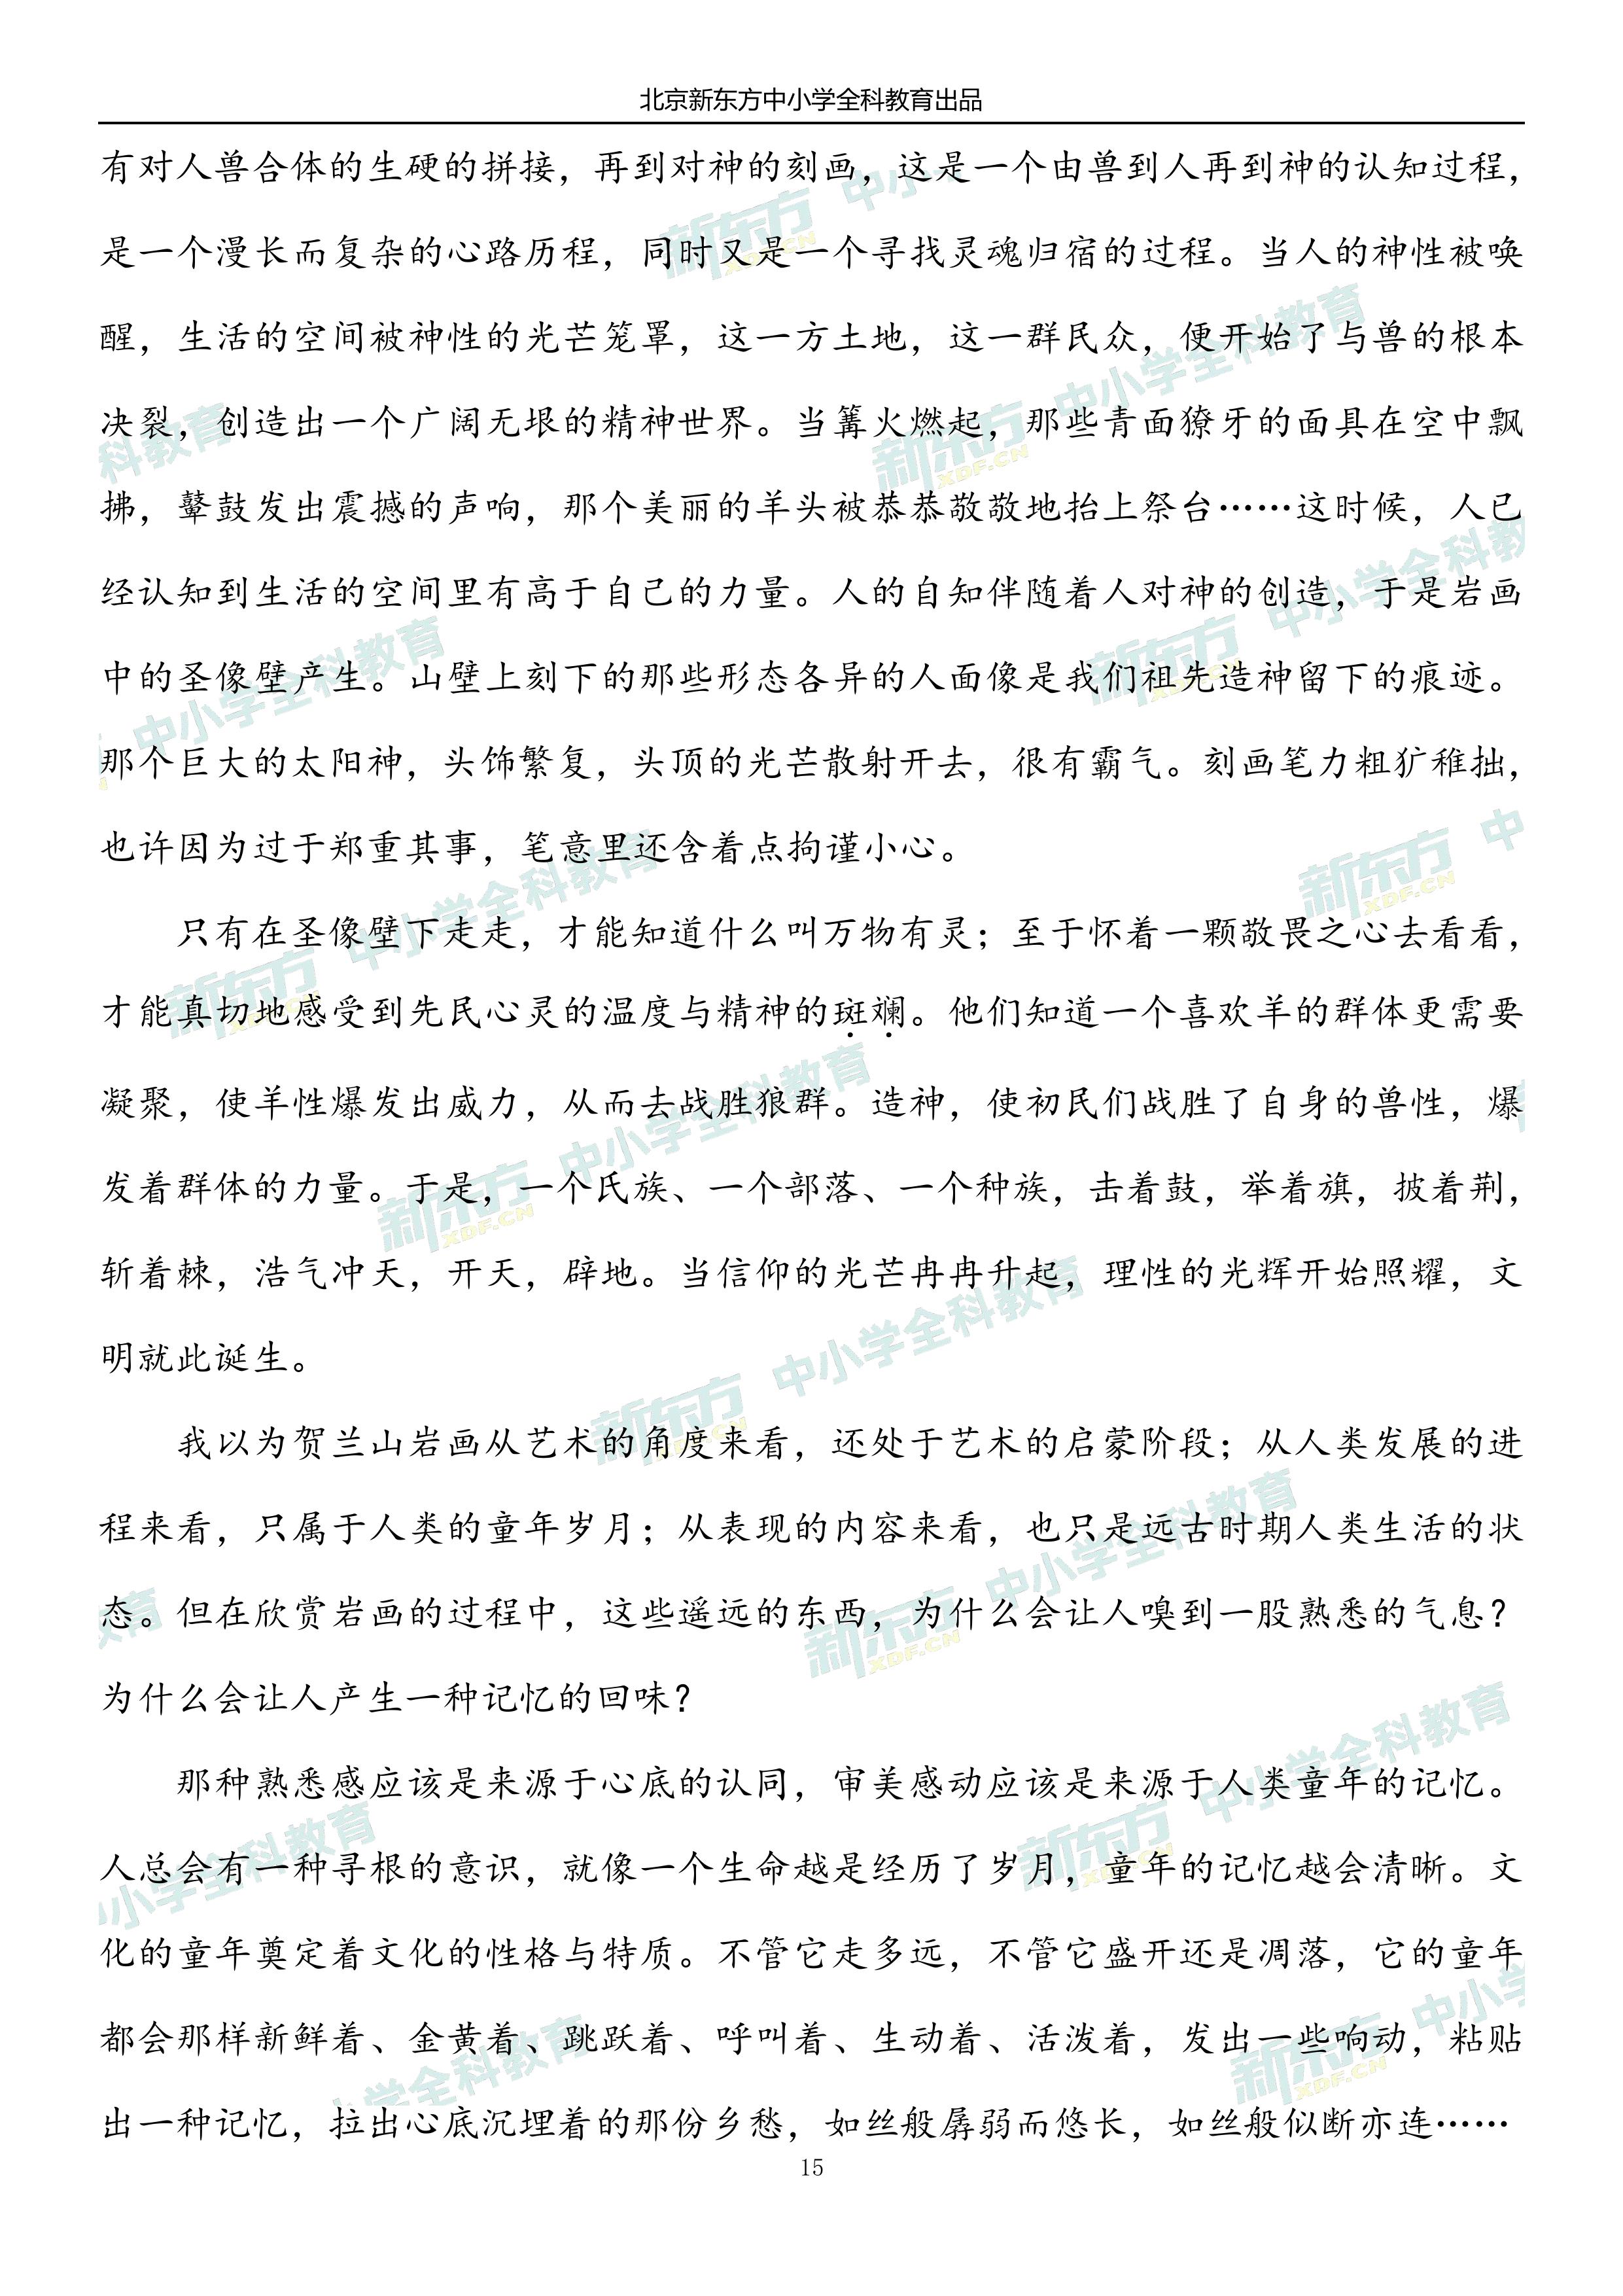 北京新东方中小学全科教育出品
有对人兽合体的生硬的拼接，再到对神的刻画，这是一个由兽到人再到神的认知过程，
是一个漫长而复杂的心路历程，同时又是一个寻找灵魂归宿的过程。当人的神性被唤
醒，生活的空间被神性的光芒笼罩，这一方土地，这一群民众，便开始了与兽的根本
决裂，创造出一个广阔无垠的精神世界。当篝火燃起，那些青面獠牙的面具在空中飘
拂，鼙鼓发出震撼的声响，那个美丽的羊头被恭恭敬敬地抬上祭台……这时候，人已
经认知到生活的空间里有高于自己的力量。人的自知伴随着人对神的创造，于是岩画
中的圣像壁产生。山壁上刻下的那些形态各异的人面像是我们祖先造神留下的痕迹。
那个巨大的太阳神，头饰繁复，头顶的光芒散射开去，很有霸气。刻画笔力粗犷稚拙，
也许因为过于郑重其事，笔意里还含着点拘谨小心。
只有在圣像壁下走走，才能知道什么叫万物有灵；至于怀着一颗敬畏之心去看看，
才能真切地感受到先民心灵的温度与精神的斑斓。他们知道一个喜欢羊的群体更需要
凝聚，使羊性爆发出威力，从而去战胜狼群。造神，使初民们战胜了自身的兽性，爆
发着群体的力量。于是，一个氏族、一个部落、一个种族，击着鼓，举着旗，披着荆，
斩着棘，浩气冲天，开天，辟地。当信仰的光芒冉冉升起，理性的光辉开始照耀，文
明就此诞生。
我以为贺兰山岩画从艺术的角度来看，还处于艺术的启蒙阶段；从人类发展的进
程来看，只属于人类的童年岁月；从表现的内容来看，也只是远古时期人类生活的状
态。但在欣赏岩画的过程中，这些遥远的东西，为什么会让人嗅到一股熟悉的气息？
为什么会让人产生一种记忆的回味？
那种熟悉感应该是来源于心底的认同，审美感动应该是来源于人类童年的记忆。
人总会有一种寻根的意识，就像一个生命越是经历了岁月，童年的记忆越会清晰。文
化的童年奠定着文化的性格与特质。不管它走多远，不管它盛开还是凋落，它的童年
都会那样新鲜着、金黄着、跳跃着、呼叫着、生动着、活泼着，发出一些响动，粘贴
出一种记忆，拉出心底沉埋着的那份乡愁，如丝般孱弱而悠长，如丝般似断亦连……
15